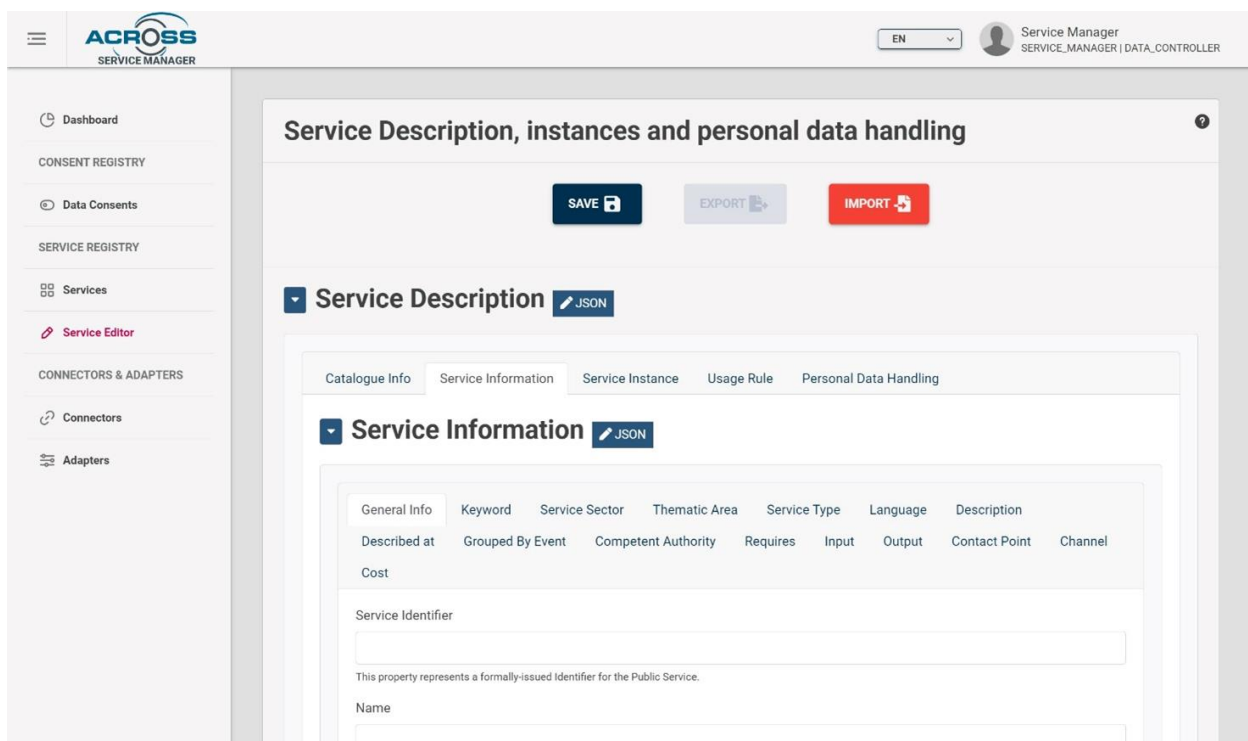 ACROSS
SERVICE MANAGER
EN
Service Manager
SERVICE_MANAGER | DATA_CONTROLLER
Dashboard
CONSENT REGISTRY
Data Consents
SERVICE REGISTRY
Services
Service Editor
CONNECTORS & ADAPTERS
Connectors
Adapters
Service Description, instances and personal data handling
SAVE EXPORT IMPORT
Service Description JSON
Catalogue Info Service Information Service Instance Usage Rule Personal Data Handling
Service Information JSON
General Info Keyword Service Sector Thematic Area Service Type Language Description
Described at Grouped By Event Competent Authority Requires Input Output Contact Point Channel
Cost
Service Identifier
This property represents a formally-issued Identifier for the Public Service.
Name